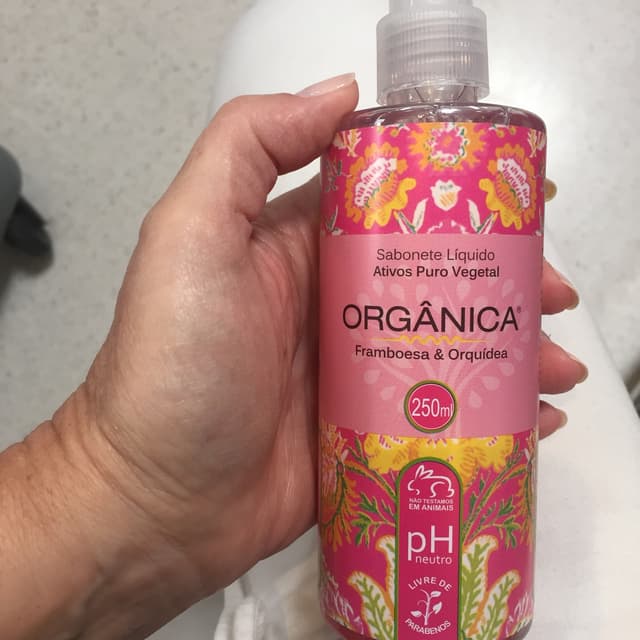 Sabonete Líquido
Ativos Puro Vegetal
ORGÂNICA®
Framboesa & Orquídea
250ml
NÃO TESTAMOS
EM ANIMAIS
pH
neutro
LIVRE DE
PARABENOS